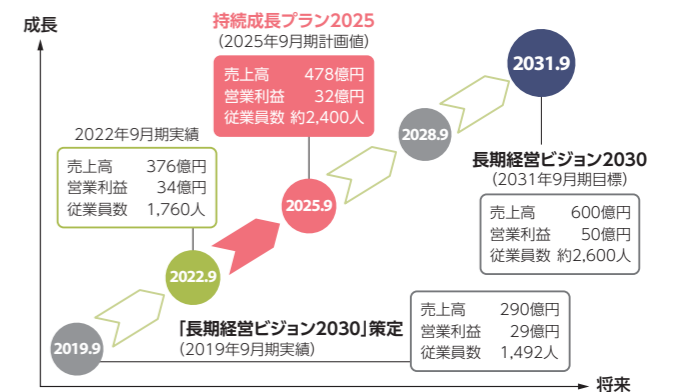 成長
持続成長プラン2025
(2025年9月期計画値)
売上高 478億円
営業利益 32億円
従業員数 約2,400人
2031.9
2022年9月期実績
売上高 376億円
営業利益 34億円
従業員数 1,760人
2028.9
長期経営ビジョン2030
(2031年9月期目標)
売上高 600億円
営業利益 50億円
従業員数 約2,600人
2025.9
2022.9
2019.9
「長期経営ビジョン2030」策定
(2019年9月期実績)
売上高 290億円
営業利益 29億円
従業員数 1,492人
将来